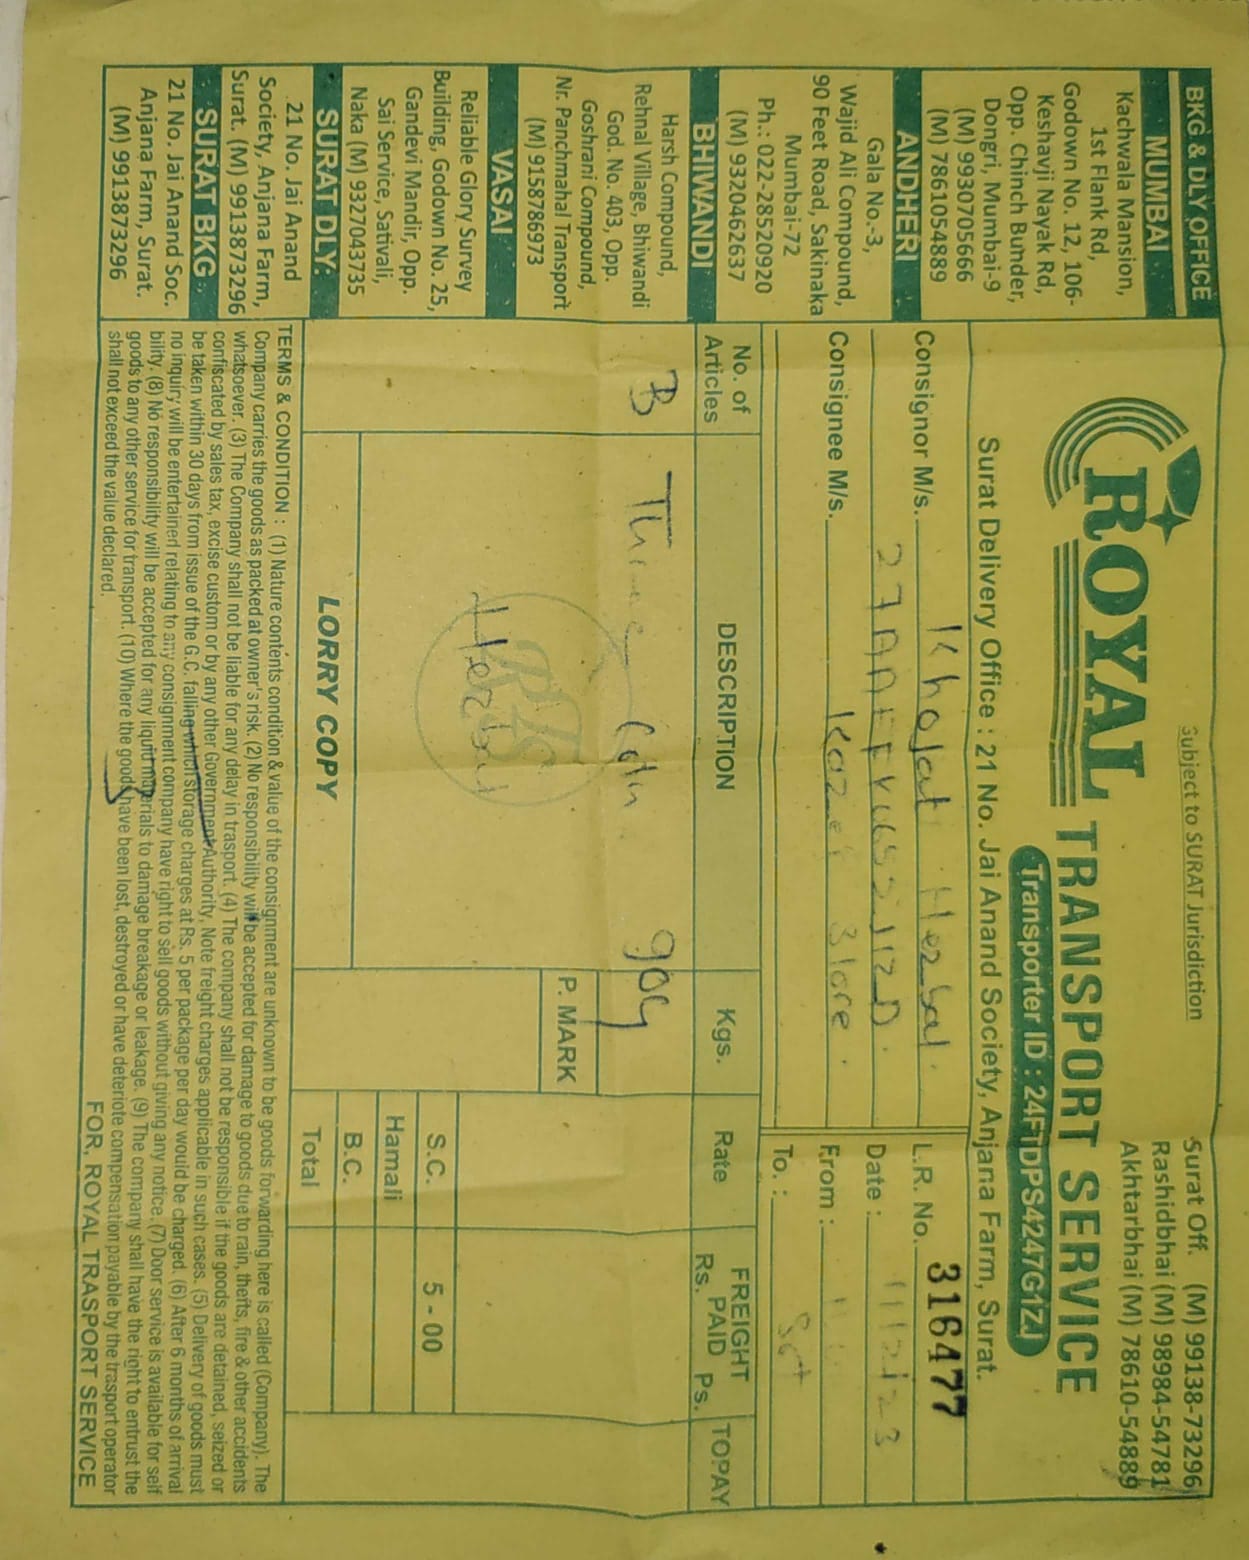 Subject to SURAT Jurisdiction
Surat Off. (M) 99138-73296
Rashidbhai (M) 98984-54781
Akhtarbhai (M) 78610-54889
ROYAL TRANSPORT SERVICE
Transporter ID : 24FIDPS4247G1ZJ
Surat Delivery Office : 21 No. Jai Anand Society, Anjana Farm, Surat.
BKG & DLY OFFICE
MUMBAI
Kachwala Mansion,
1st Flank Rd,
Godown No. 12, 106-
Keshavji Nayak Rd,
Opp. Chinch Bunder,
Dongri, Mumbai-9
(M) 9930705666
(M) 7861054889
ANDHERI
Gala No.-3,
Wajid Ali Compound,
90 Feet Road, Sakinaka
Mumbai-72
Ph.: 022-28520920
(M) 9320462637
BHIWANDI
Harsh Compound,
Rehnal Village, Bhiwandi
God. No. 403, Opp.
Goshrani Compound,
Nr. Panchmahal Transport
(M) 9158786973
VASAI
Reliable Glory Survey
Building, Godown No. 25,
Gandevi Mandir, Opp.
Sai Service, Sativali,
Naka (M) 9327043735
SURAT DLY:
21 No. Jai Anand
Society, Anjana Farm,
Surat. (M) 9913873296
SURAT BKG.
21 No. Jai Anand Soc.
Anjana Farm, Surat.
(M) 9913873296
Consignor M/s. Khojati Herbal
L.R. No. 316477
Date : 11/12/23
Consignee M/s.
From :
To. : Srt
No. of Articles
DESCRIPTION
Kgs.
Rate
FREIGHT
PAID
Rs. Ps.
TOPAY
Three
Herbal
P. MARK
S.C. 5 - 00
Hamali
B.C.
Total
LORRY COPY
TERMS & CONDITION : (1) Nature contents condition & value of the consignment are unknown to be goods forwarding here is called (Company). The
Company carries the goods as packed at owner's risk. (2) No responsibility will be accepted for damage to goods due to rain, thefts, fire & other accidents
whatsoever. (3) The Company shall not be liable for any delay in trasport. (4) The company shall not be responsible if the goods are detained, seized or
confiscated by sales tax, excise custom or by any other Government Authority, Note freight charges applicable in such cases. (5) Delivery of goods must
be taken within 30 days from issue of the G.C. falling which storage charges at Rs. 5 per package per day would be charged. (6) After 6 months of arrival
no inquiry will be entertained relating to any consignment company have right to sell goods without giving any notice. (7) Door service is available for self
bility. (8) No responsibility will be accepted for any liquid materials to damage breakage or leakage. (9) The company shall have the right to entrust the
goods to any other service for transport. (10) Where the goods have been lost, destroyed or have deteriote compensation payable by the trasport operator
shall not exceed the value declared.
FOR, ROYAL TRASPORT SERVICE